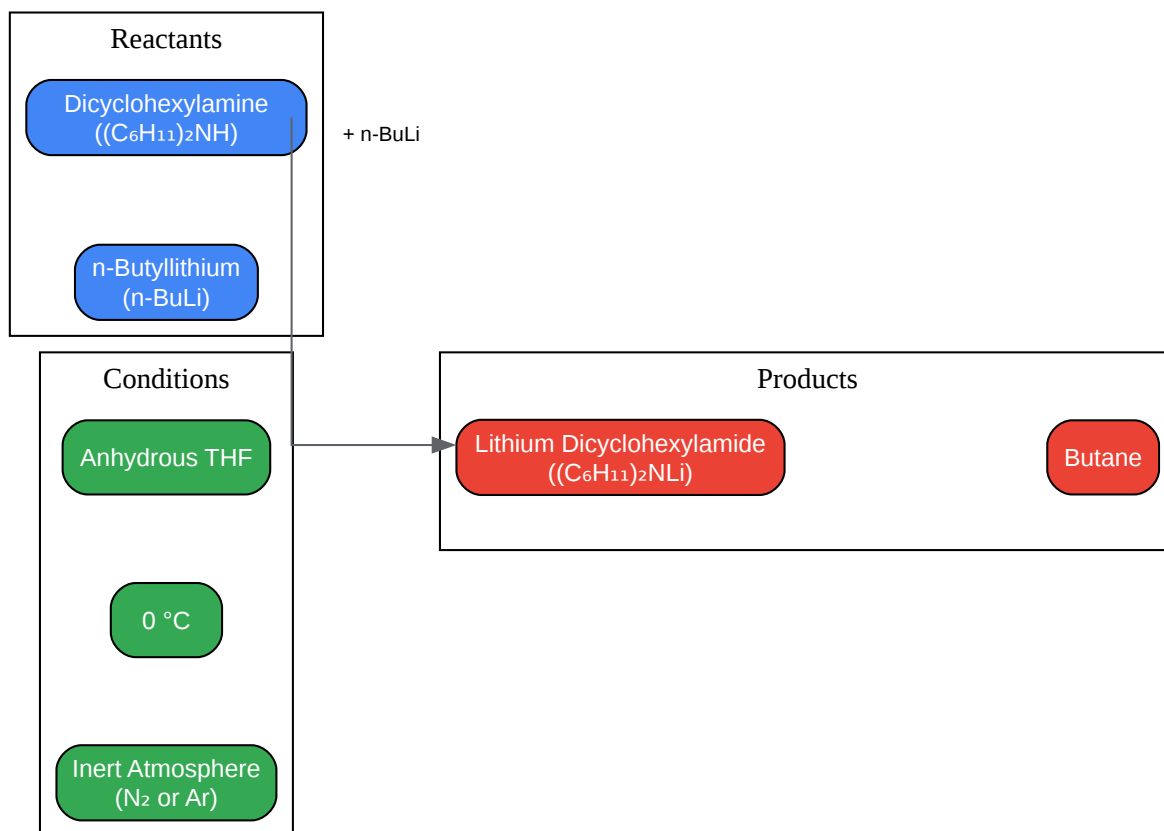 Reactants
Dicyclohexylamine
((C₆H₁₁)₂NH)
+ n-BuLi
n-Butyllithium
(n-BuLi)
Conditions
Anhydrous THF
0 °C
Inert Atmosphere
(N₂ or Ar)
Products
Lithium Dicyclohexylamide
((C₆H₁₁)₂NLi)
Butane